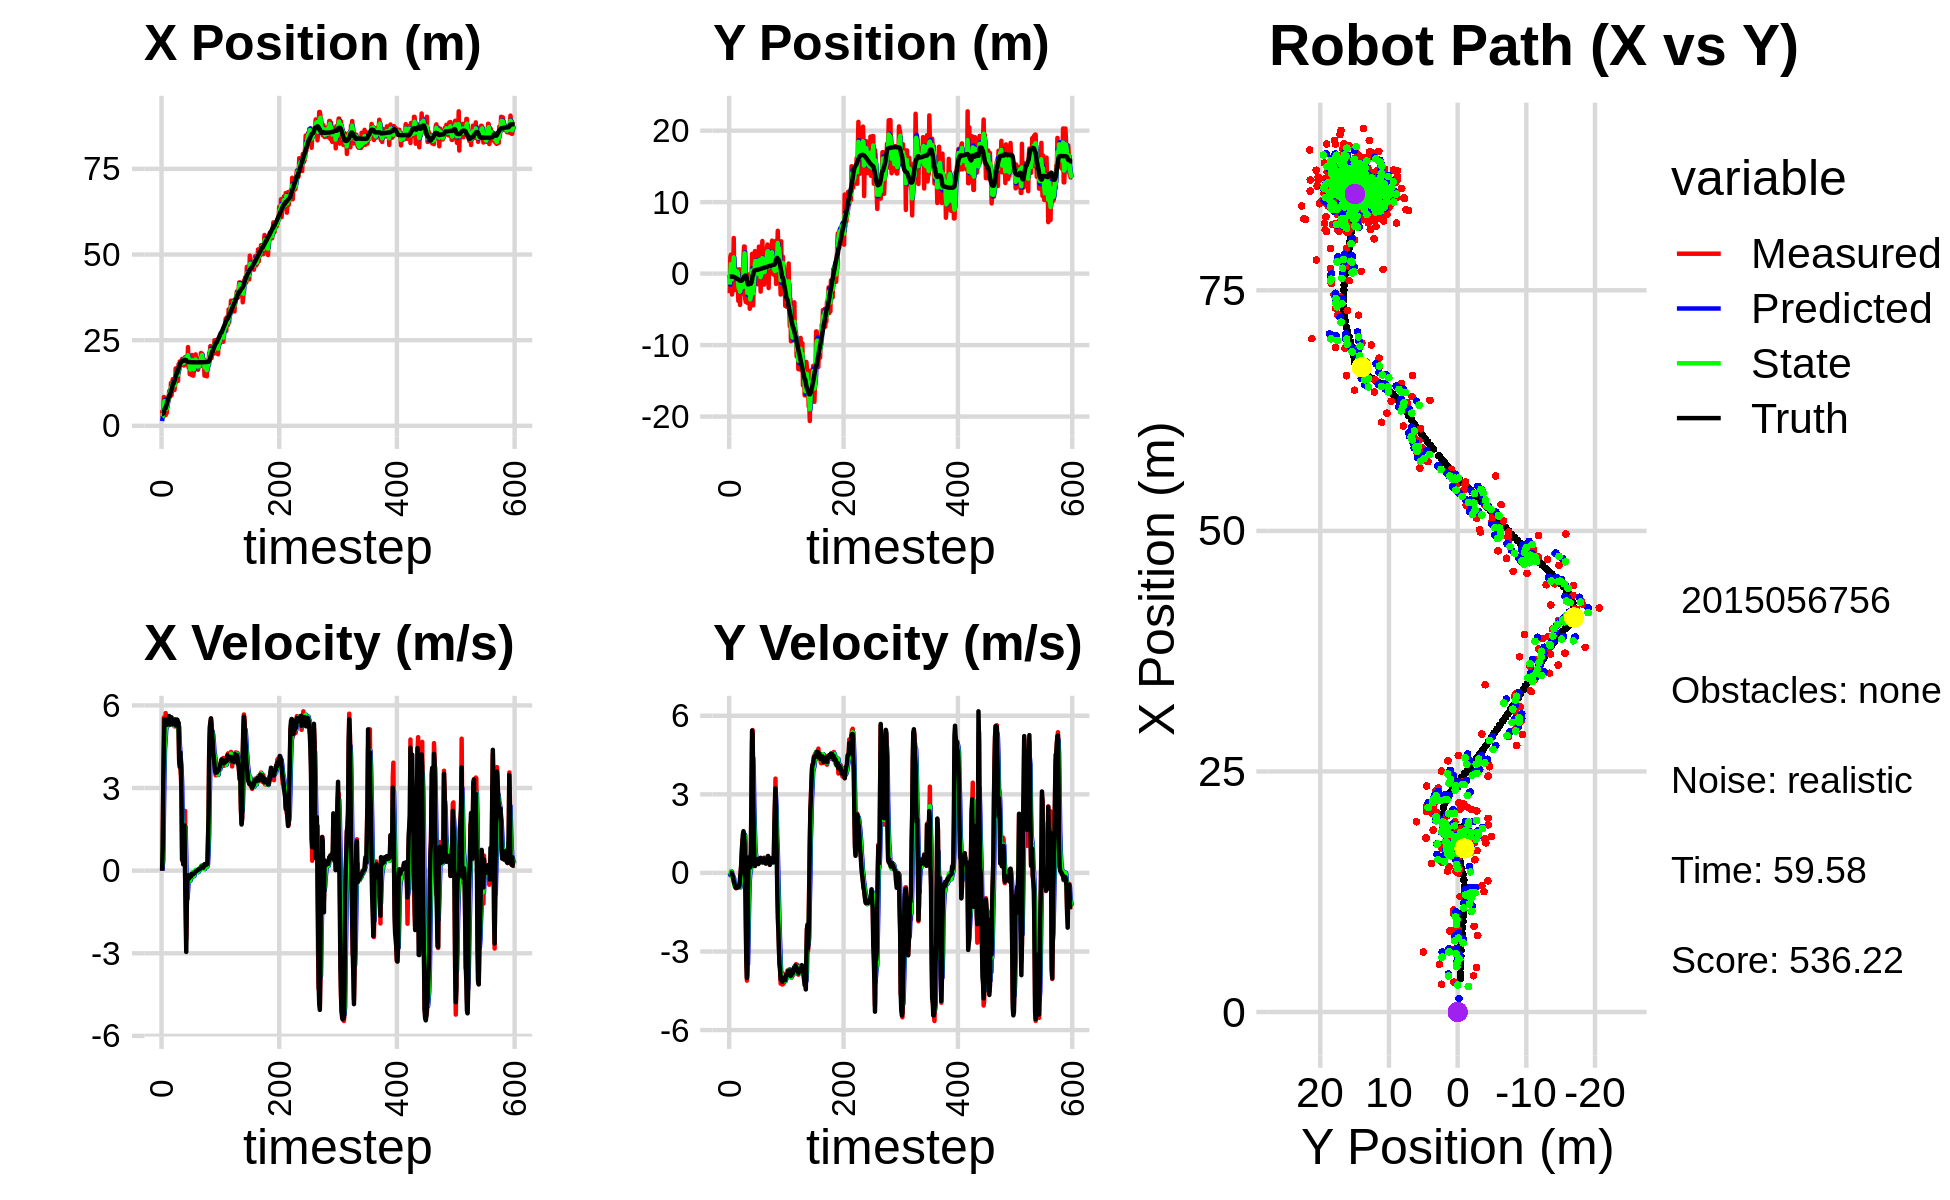 X Position (m)
75
50
25
0
0
200
400
600
timestep
Y Position (m)
20
10
0
-10
-20
0
200
400
600
timestep
X Velocity (m/s)
6
3
0
-3
-6
0
200
400
600
timestep
Y Velocity (m/s)
6
3
0
-3
-6
0
200
400
600
timestep
Robot Path (X vs Y)
X Position (m)
75
50
25
0
20 10 0 -10 -20
Y Position (m)
variable
Measured
Predicted
State
Truth
2015056756
Obstacles: none
Noise: realistic
Time: 59.58
Score: 536.22